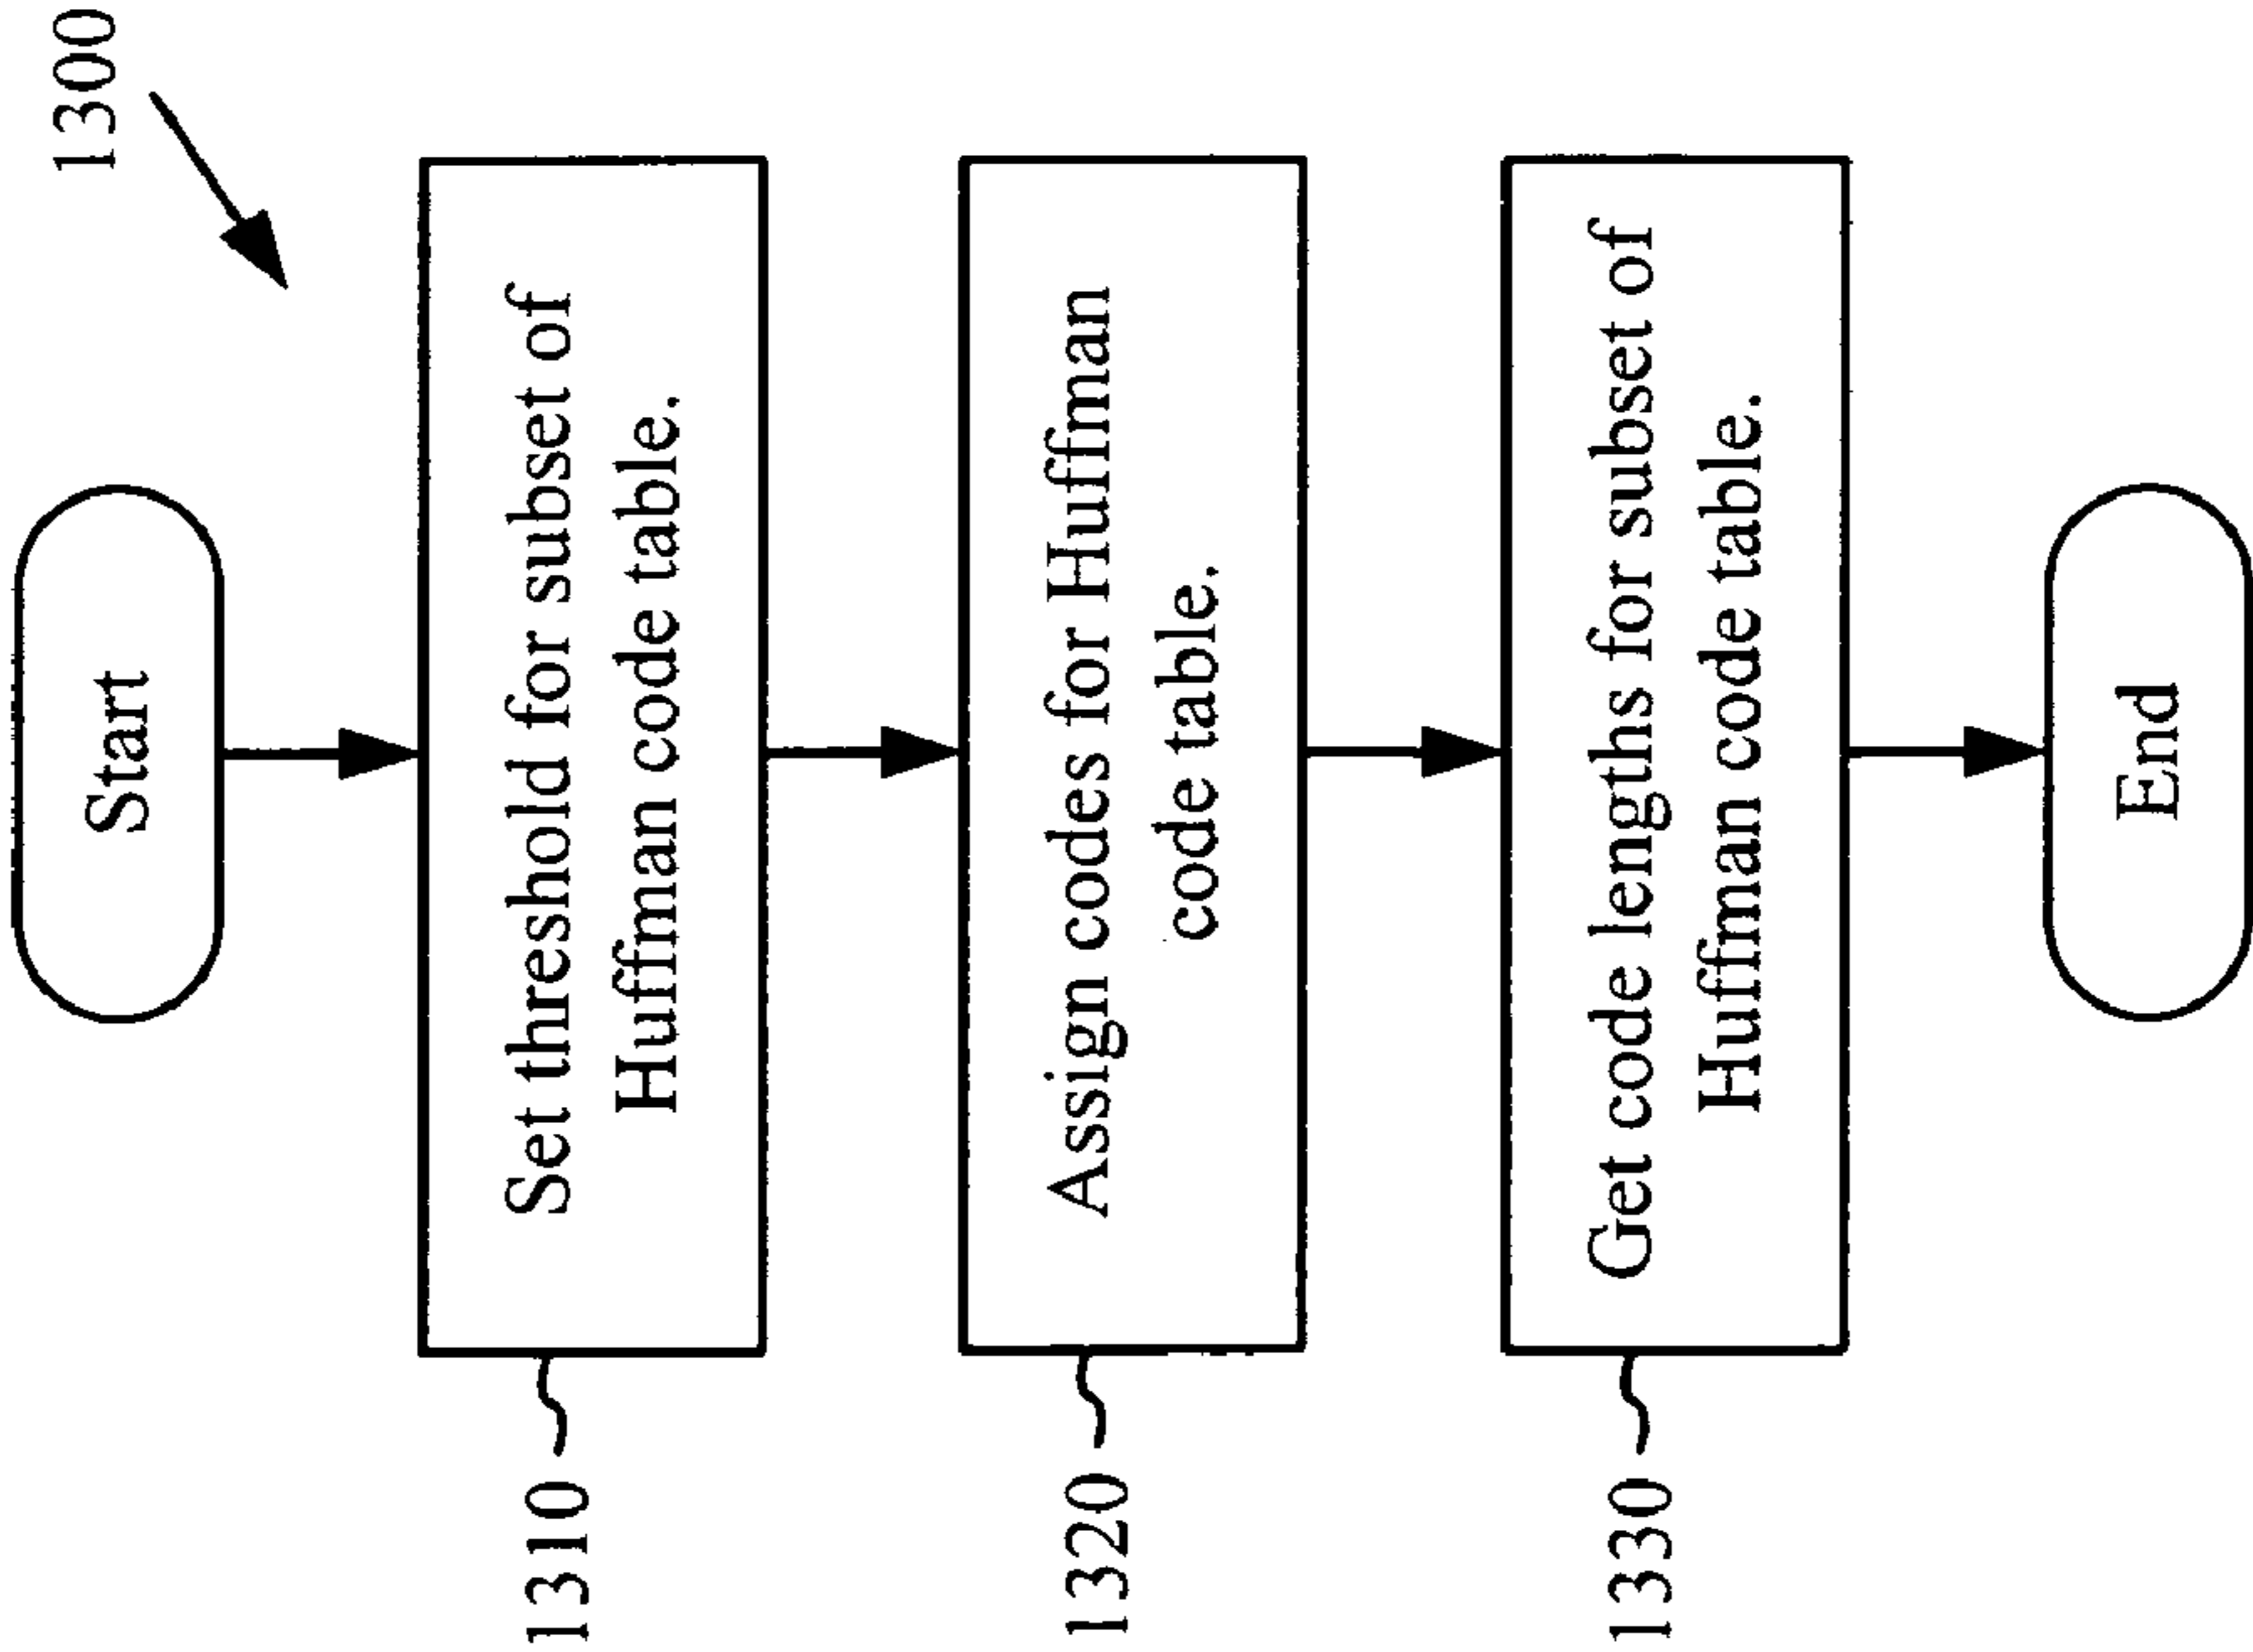 1300
Start
1310
Set threshold for subset of
Huffman code table.
1320
Assign codes for Huffman
code table.
1330
Get code lengths for subset of
Huffman code table.
End